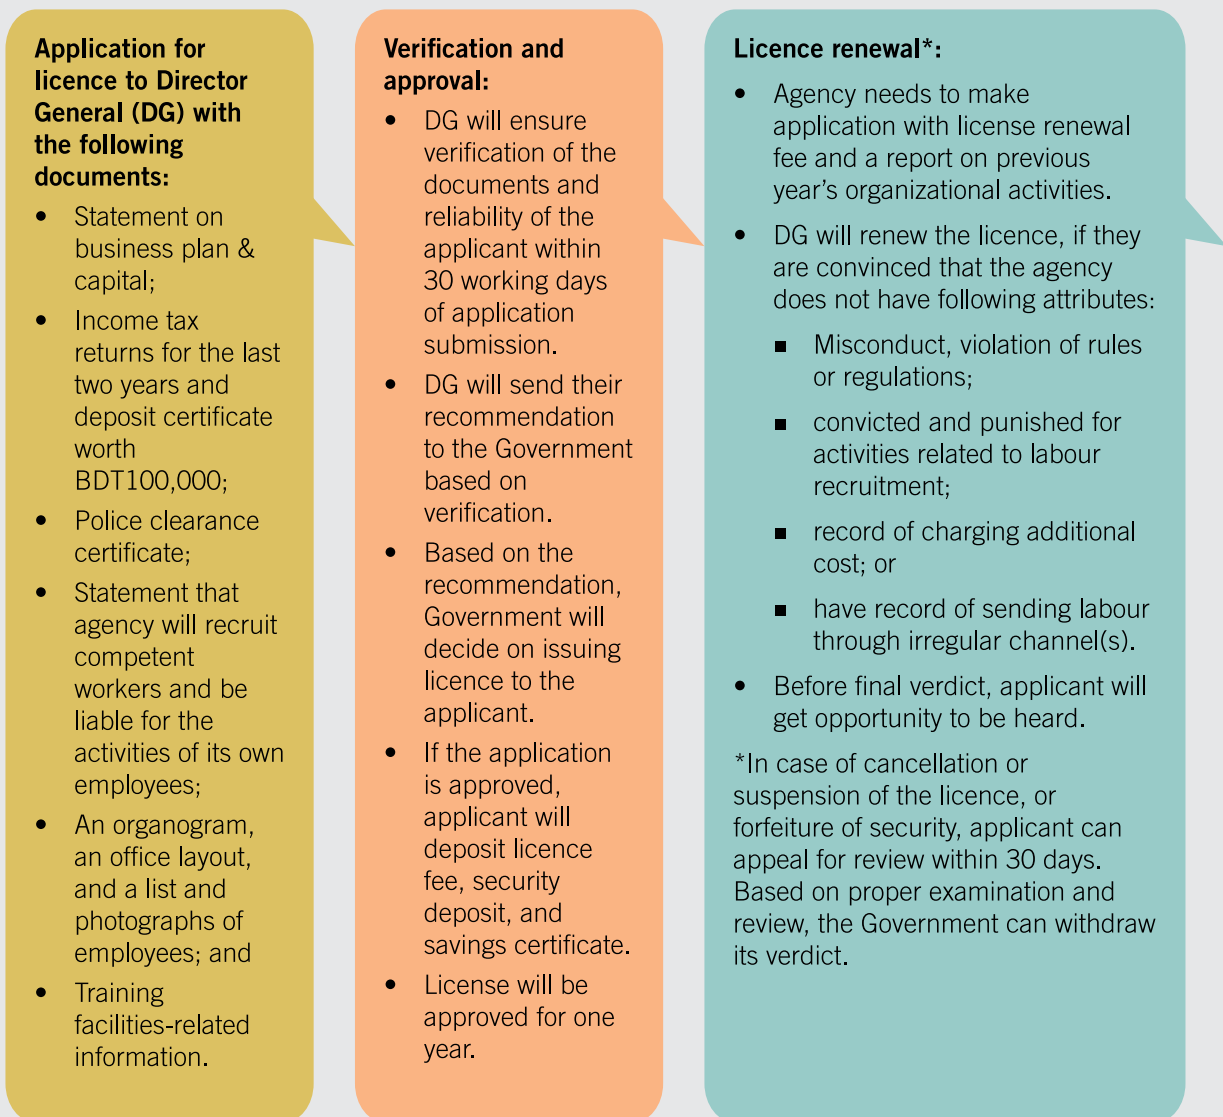 Application for
licence to Director
General (DG) with
the following
documents:
• Statement on
business plan &
capital;
• Income tax
returns for the last
two years and
deposit certificate
worth
BDT100,000;
• Police clearance
certificate;
• Statement that
agency will recruit
competent
workers and be
liable for the
activities of its own
employees;
• An organogram,
an office layout,
and a list and
photographs of
employees; and
• Training
facilities-related
information.
Verification and
approval:
• DG will ensure
verification of the
documents and
reliability of the
applicant within
30 working days
of application
submission.
• DG will send their
recommendation
to the Government
based on
verification.
• Based on the
recommendation,
Government will
decide on issuing
licence to the
applicant.
• If the application
is approved,
applicant will
deposit licence
fee, security
deposit, and
savings certificate.
• License will be
approved for one
year.
Licence renewal*:
• Agency needs to make
application with license renewal
fee and a report on previous
year's organizational activities.
• DG will renew the licence, if they
are convinced that the agency
does not have following attributes:
■ Misconduct, violation of rules
or regulations;
■ convicted and punished for
activities related to labour
recruitment;
■ record of charging additional
cost; or
■ have record of sending labour
through irregular channel(s).
• Before final verdict, applicant will
get opportunity to be heard.
*In case of cancellation or
suspension of the licence, or
forfeiture of security, applicant can
appeal for review within 30 days.
Based on proper examination and
review, the Government can withdraw
its verdict.